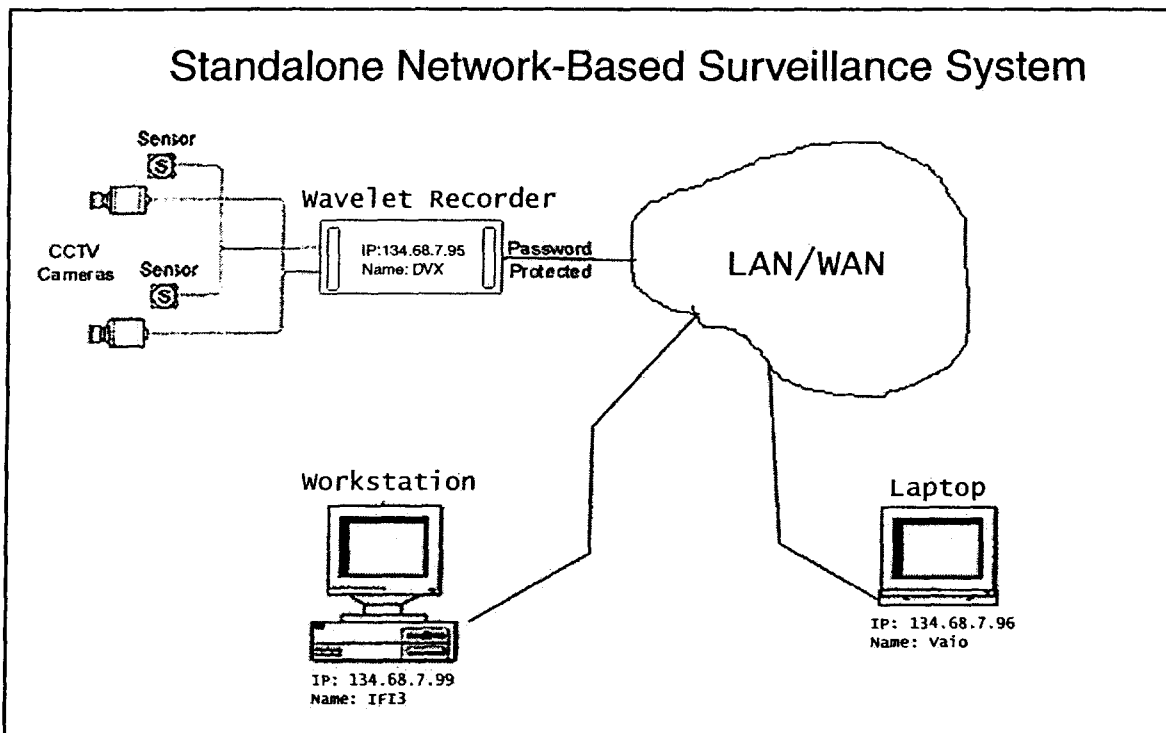 Standalone Network-Based Surveillance System
Sensor
S
CCTV
Cameras
Sensor
S
Wavelet Recorder
IP:134.68.7.95
Name: DVX
Password
Protected
LAN/WAN
Workstation
IP: 134.68.7.99
Name: IFI3
Laptop
IP: 134.68.7.96
Name: Vaio